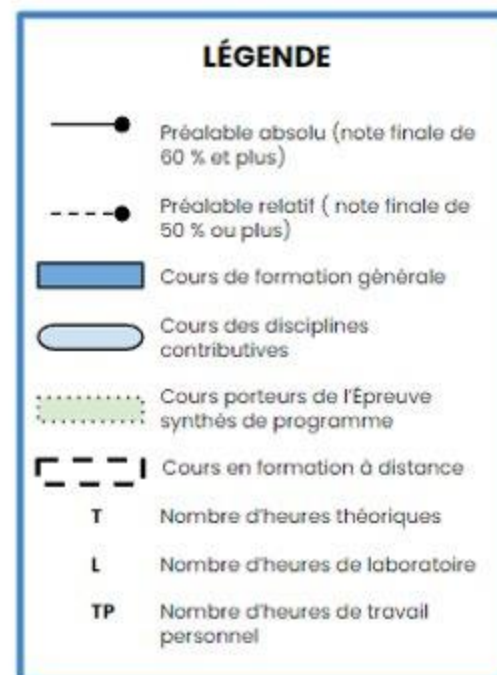 LÉGENDE
Préalable absolu (note finale de
60 % et plus)
Préalable relatif ( note finale de
50 % ou plus)
Cours de formation générale
Cours des disciplines
contributives
Cours porteurs de l'Épreuve
synthés de programme
Cours en formation à distance
T Nombre d'heures théoriques
L Nombre d'heures de laboratoire
TP Nombre d'heures de travail
personnel